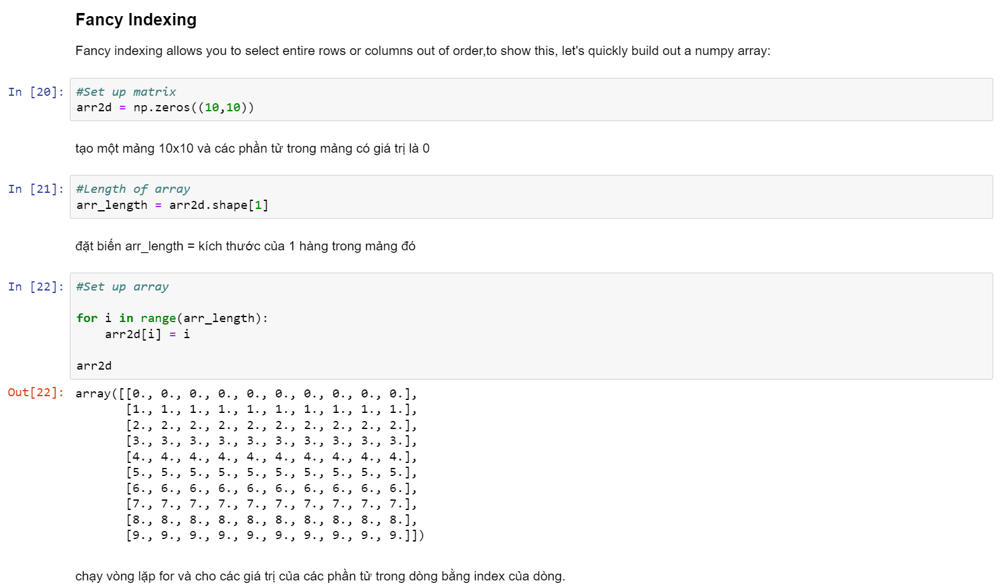 Fancy Indexing
Fancy indexing allows you to select entire rows or columns out of order,to show this, let's quickly build out a numpy array:
In [20]: #Set up matrix
arr2d = np.zeros((10,10))
tạo một mảng 10x10 và các phần tử trong mảng có giá trị là 0
In [21]: #Length of array
arr_length = arr2d.shape[1]
đặt biến arr_length = kích thước của 1 hàng trong mảng đó
In [22]: #Set up array
for i in range(arr_length):
    arr2d[i] = i
arr2d
Out[22]: array([[0., 0., 0., 0., 0., 0., 0., 0., 0., 0.],
       [1., 1., 1., 1., 1., 1., 1., 1., 1., 1.],
       [2., 2., 2., 2., 2., 2., 2., 2., 2., 2.],
       [3., 3., 3., 3., 3., 3., 3., 3., 3., 3.],
       [4., 4., 4., 4., 4., 4., 4., 4., 4., 4.],
       [5., 5., 5., 5., 5., 5., 5., 5., 5., 5.],
       [6., 6., 6., 6., 6., 6., 6., 6., 6., 6.],
       [7., 7., 7., 7., 7., 7., 7., 7., 7., 7.],
       [8., 8., 8., 8., 8., 8., 8., 8., 8., 8.],
       [9., 9., 9., 9., 9., 9., 9., 9., 9., 9.]])
chạy vòng lặp for và cho các giá trị của các phần tử trong dòng bằng index của dòng.